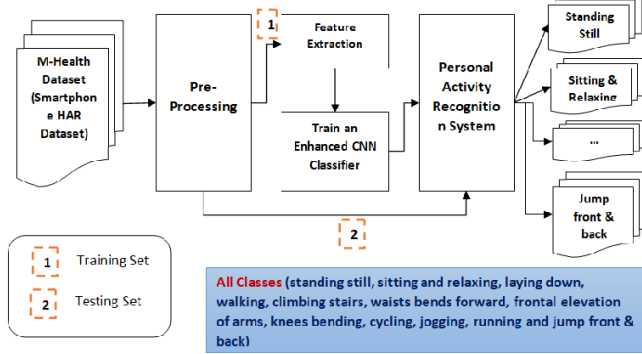 M-Health
Dataset
(Smartphon
e HAR
Dataset)
Pre-
Processing
1
Feature
Extraction
Train an
Enhanced CNN
Classifier
Personal
Activity
Recognitio
n System
Standing
Still
Sitting &
Relaxing
...
Jump
front &
back
2
1 Training Set
2 Testing Set
All Classes (standing still, sitting and relaxing, laying down,
walking, climbing stairs, waists bends forward, frontal elevation
of arms, knees bending, cycling, jogging, running and jump front &
back)